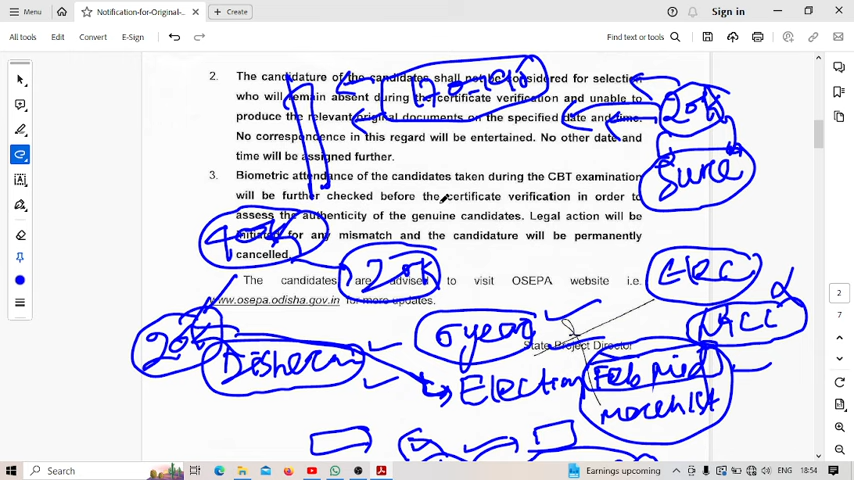 Menu
Notification-for-Original-...
Create
Sign in
All tools
Edit
Convert
E-Sign
Find text or tools
2. The candidature of the candidates shall not be considered for selection
who will remain absent during the certificate verification and unable to
produce the relevant original documents on the specified date and time.
No correspondence in this regard will be entertained. No other date and
time will be assigned further.
3. Biometric attendance of the candidates taken during the CBT examination
will be further checked before the certificate verification in order to
assess the authenticity of the genuine candidates. Legal action will be
initiated for any mismatch and the candidature will be permanently
cancelled.
The candidates are advised to visit OSEPA website i.e.
www.osepa.odisha.gov.in for more updates.
State Project Director
20K
40K
20K
20K
6 year
Election
Feb mid
March 1st
2
7
Search
Earnings upcoming
ENG
18:54